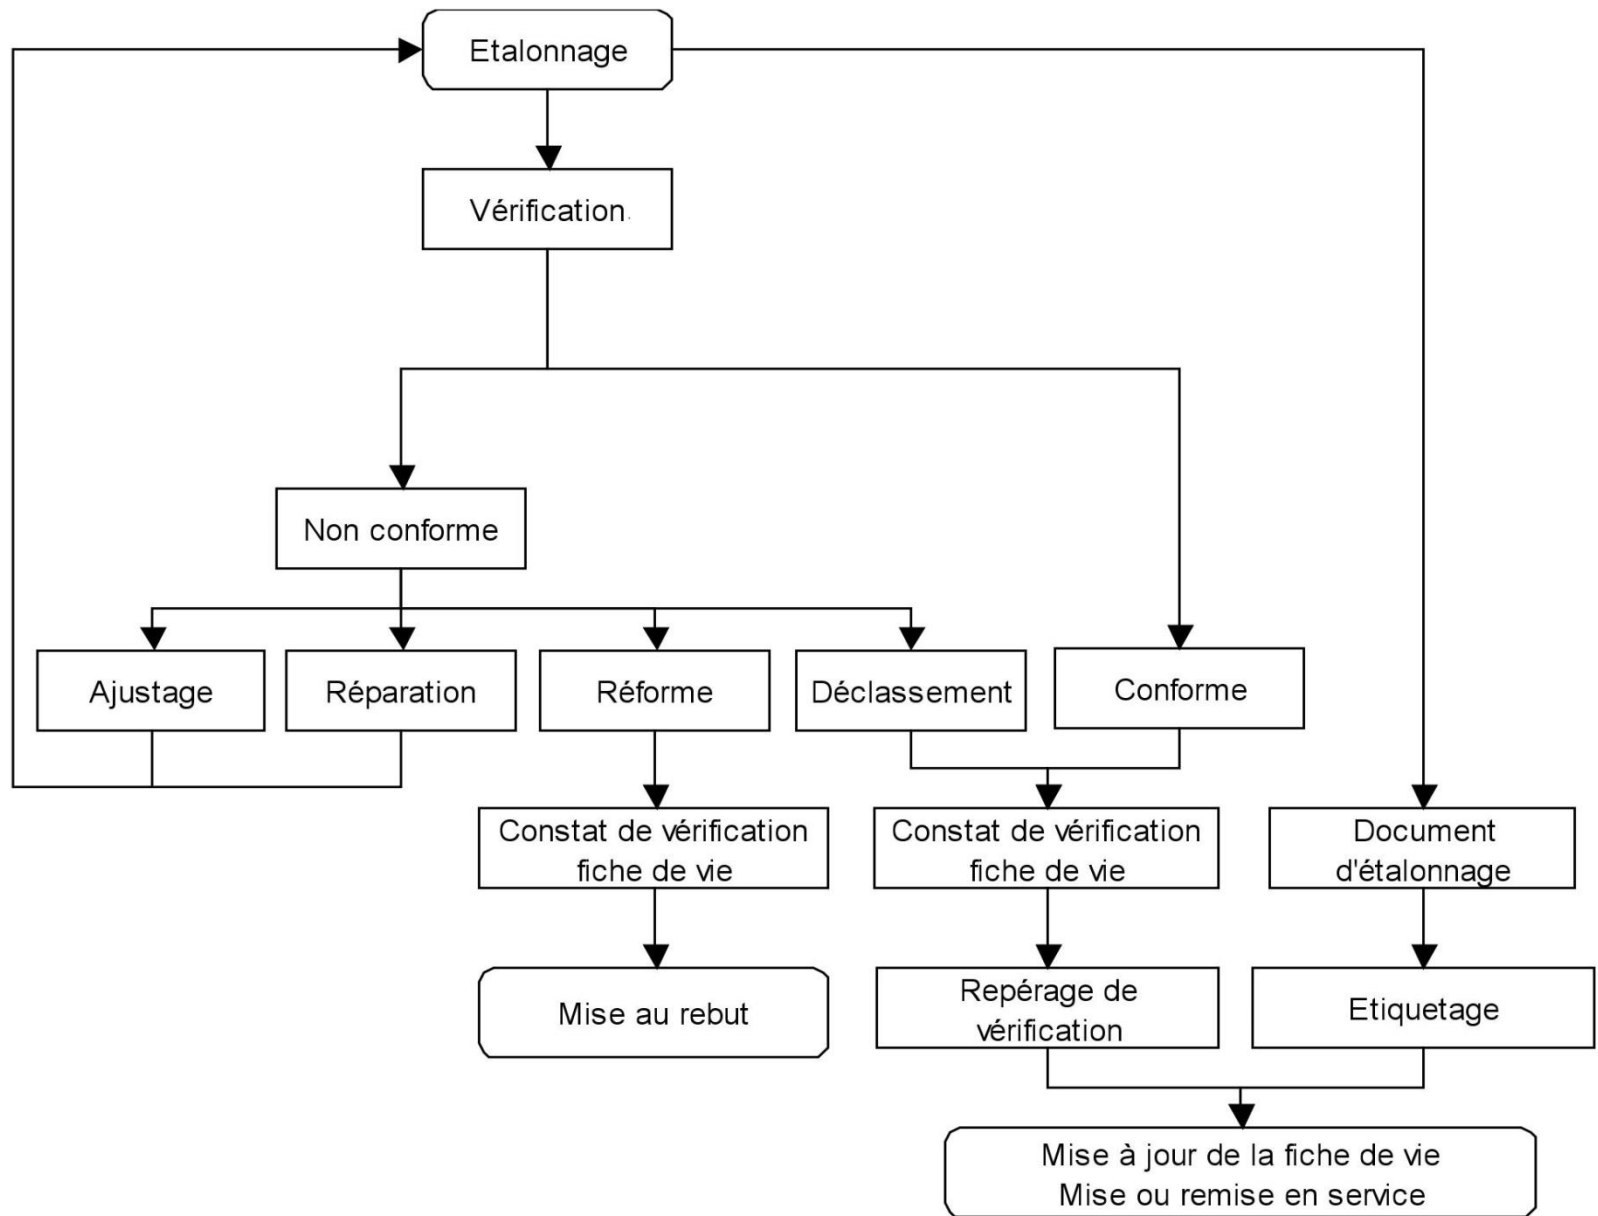 Etalonnage
Vérification
Non conforme
Ajustage
Réparation
Réforme
Déclassement
Conforme
Constat de vérification
fiche de vie
Constat de vérification
fiche de vie
Document
d'étalonnage
Mise au rebut
Repérage de
vérification
Etiquetage
Mise à jour de la fiche de vie
Mise ou remise en service